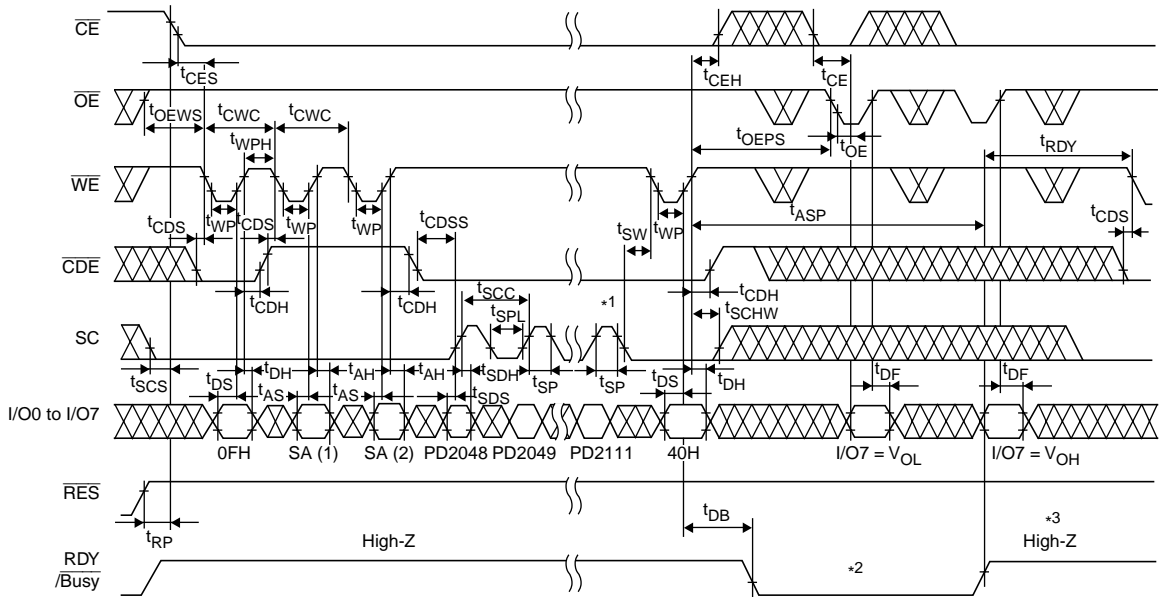 CE
tCES
tCEH
tCE
OE
tOEWS
tCWC
tCWC
tWPH
tOEPS
tOE
tRDY
WE
tCDS
tWP
tCDS
tWP
tWP
tCDSS
tSW
tWP
tASP
tCDS
CDE
tCDH
tCDH
tSCC
tSPL
*1
tCDH
tSCHW
SC
tSCS
tDS
tDH
tAS
tAH
tAS
tAH
tSDH
tSDS
tSP
tSP
tDS
tDH
tDF
tDF
I/O0 to I/O7
0FH
SA (1)
SA (2)
PD2048
PD2049
PD2111
40H
I/O7 = VOL
I/O7 = VOH
RES
tRP
tDB
*3
RDY
/Busy
High-Z
*2
High-Z